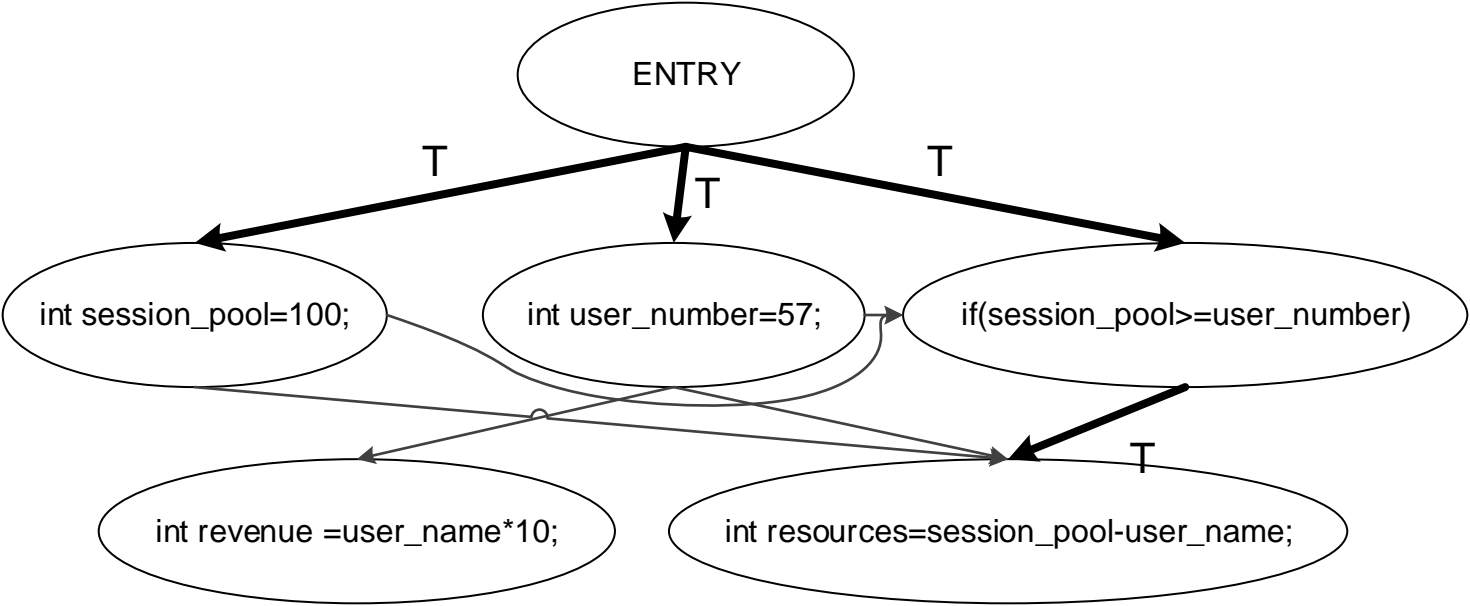 ENTRY
T
T
T
int session_pool=100;
int user_number=57;
if(session_pool>=user_number)
T
int revenue =user_name*10;
int resources=session_pool-user_name;